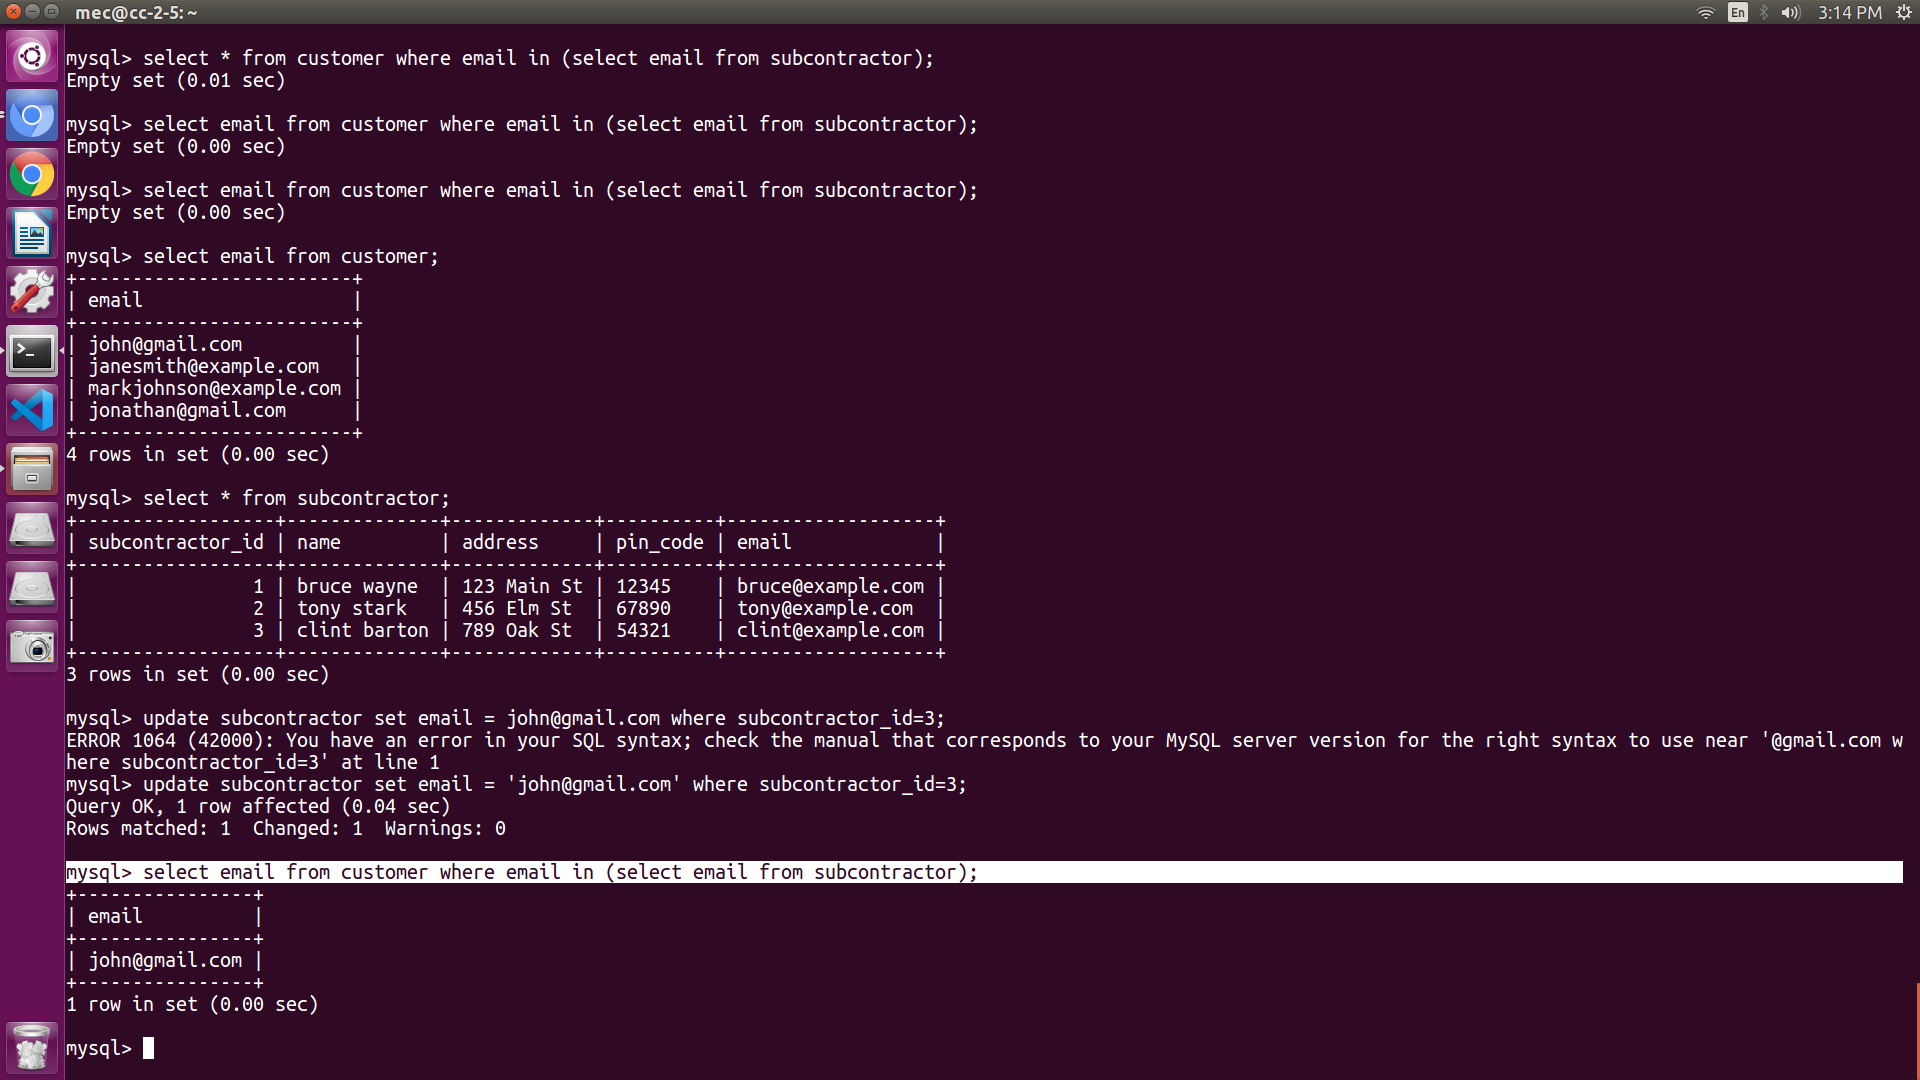 mec@cc-2-5: ~
En
3:14 PM
mysql> select * from customer where email in (select email from subcontractor);
Empty set (0.01 sec)
mysql> select email from customer where email in (select email from subcontractor);
Empty set (0.00 sec)
mysql> select email from customer where email in (select email from subcontractor);
Empty set (0.00 sec)
mysql> select email from customer;
+-------------------------+
| email                   |
+-------------------------+
| john@gmail.com          |
| janesmith@example.com   |
| markjohnson@example.com |
| jonathan@gmail.com      |
+-------------------------+
4 rows in set (0.00 sec)
mysql> select * from subcontractor;
+------------------+--------------+-------------+----------+-------------------+
| subcontractor_id | name         | address     | pin_code | email             |
+------------------+--------------+-------------+----------+-------------------+
|                1 | bruce wayne  | 123 Main St | 12345    | bruce@example.com |
|                2 | tony stark   | 456 Elm St  | 67890    | tony@example.com  |
|                3 | clint barton | 789 Oak St  | 54321    | clint@example.com |
+------------------+--------------+-------------+----------+-------------------+
3 rows in set (0.00 sec)
mysql> update subcontractor set email = john@gmail.com where subcontractor_id=3;
ERROR 1064 (42000): You have an error in your SQL syntax; check the manual that corresponds to your MySQL server version for the right syntax to use near '@gmail.com w
here subcontractor_id=3' at line 1
mysql> update subcontractor set email = 'john@gmail.com' where subcontractor_id=3;
Query OK, 1 row affected (0.04 sec)
Rows matched: 1  Changed: 1  Warnings: 0
mysql> select email from customer where email in (select email from subcontractor);
+----------------+
| email          |
+----------------+
| john@gmail.com |
+----------------+
1 row in set (0.00 sec)
mysql>